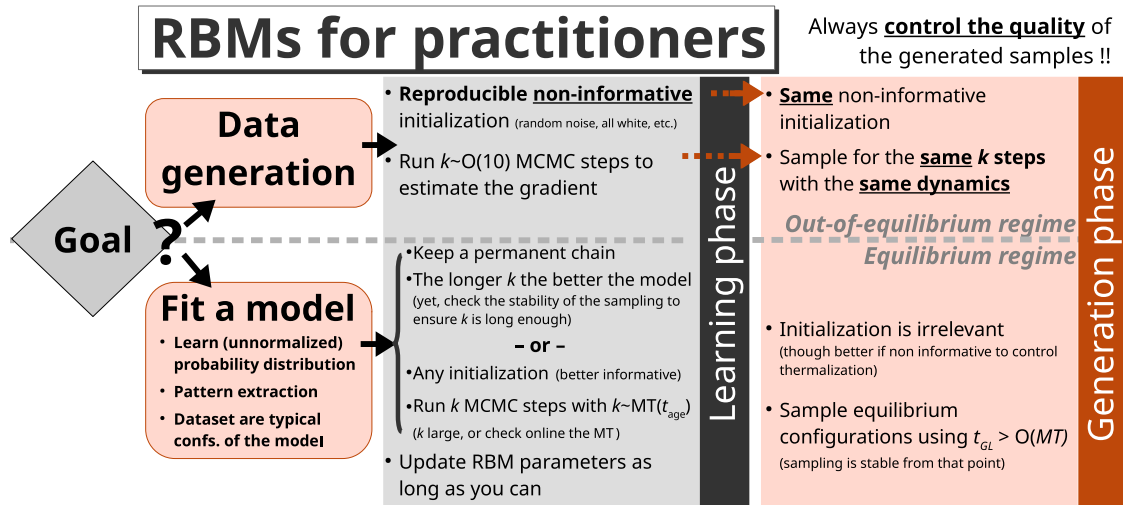 RBMs for practitioners
Always control the quality of
the generated samples !!
Goal
?
Data
generation
Fit a model
• Learn (unnormalized)
probability distribution
• Pattern extraction
• Dataset are typical
confs. of the model
• Reproducible non-informative
initialization (random noise, all white, etc.)
• Run k~O(10) MCMC steps to
estimate the gradient
•Keep a permanent chain
•The longer k the better the model
(yet, check the stability of the sampling to
ensure k is long enough)
– or –
•Any initialization (better informative)
•Run k MCMC steps with k~MT(tage)
(k large, or check online the MT)
• Update RBM parameters as
long as you can
Learning phase
• Same non-informative
initialization
• Sample for the same k steps
with the same dynamics
Out-of-equilibrium regime
Equilibrium regime
• Initialization is irrelevant
(though better if non informative to control
thermalization)
• Sample equilibrium
configurations using tGL > O(MT)
(sampling is stable from that point)
Generation phase